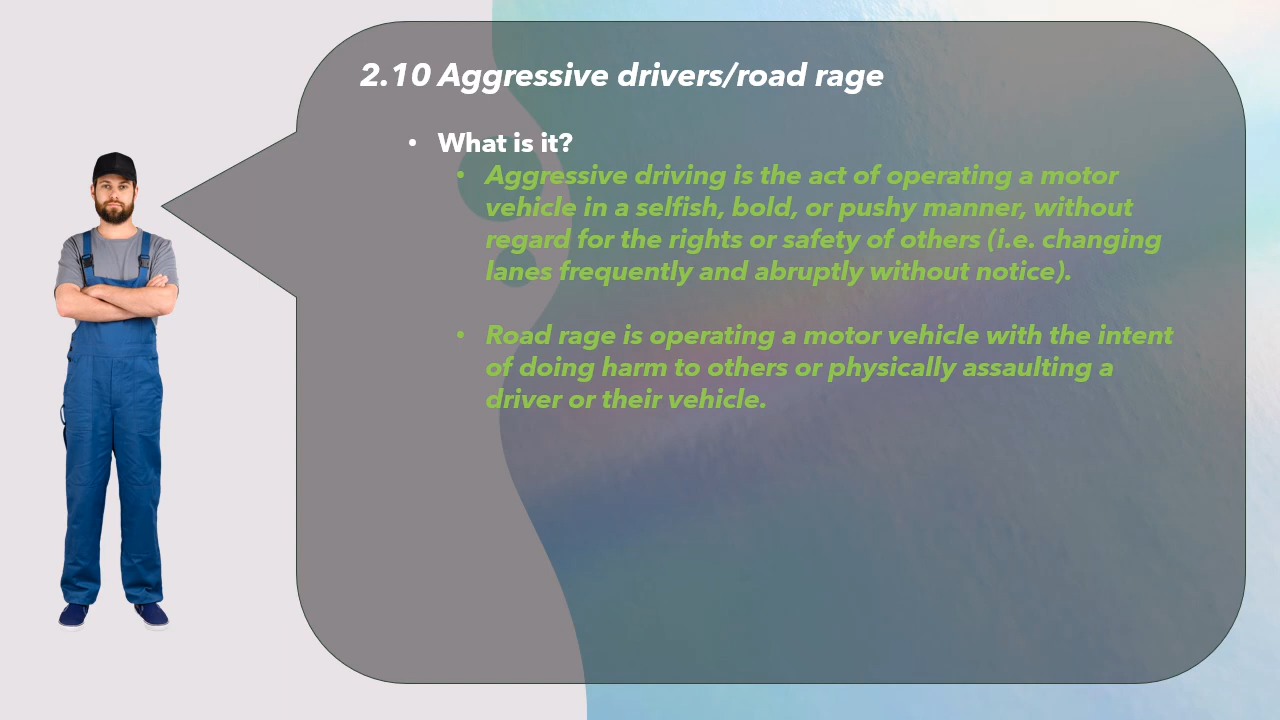 2.10 Aggressive drivers/road rage
• What is it?
• Aggressive driving is the act of operating a motor
vehicle in a selfish, bold, or pushy manner, without
regard for the rights or safety of others (i.e. changing
lanes frequently and abruptly without notice).
• Road rage is operating a motor vehicle with the intent
of doing harm to others or physically assaulting a
driver or their vehicle.